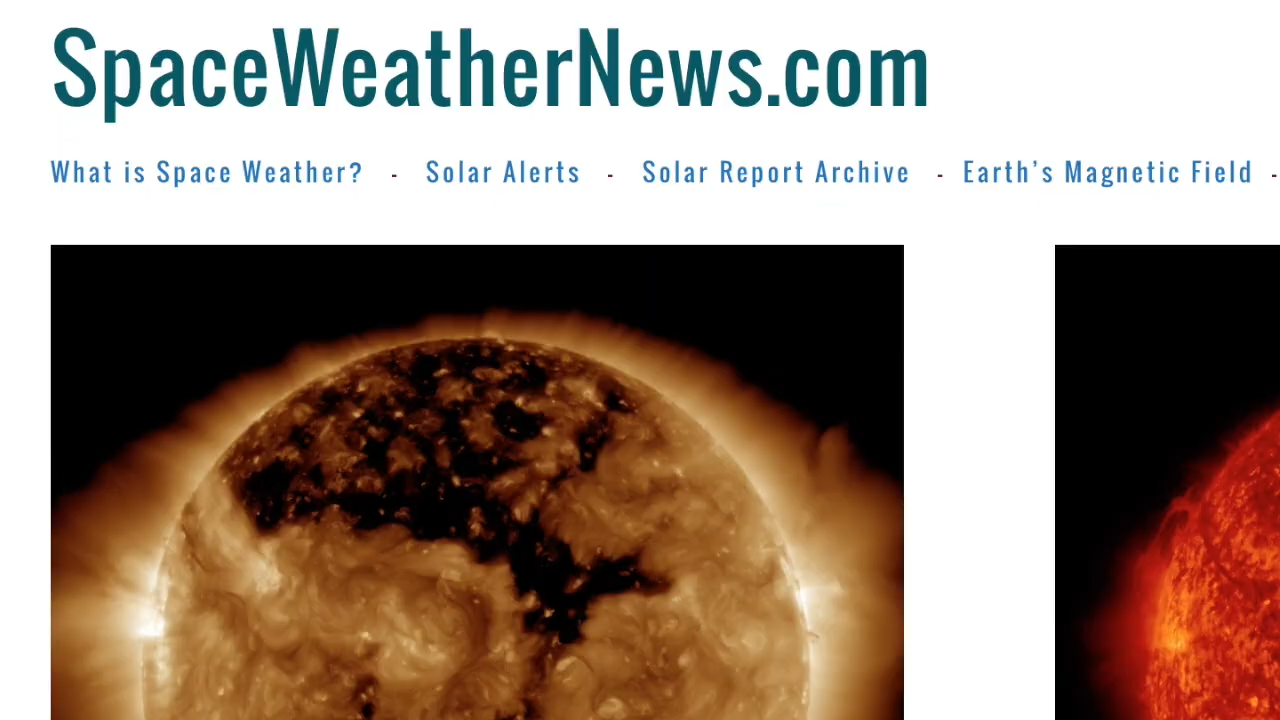 SpaceWeatherNews.com
What is Space Weather? - Solar Alerts - Solar Report Archive - Earth’s Magnetic Field -